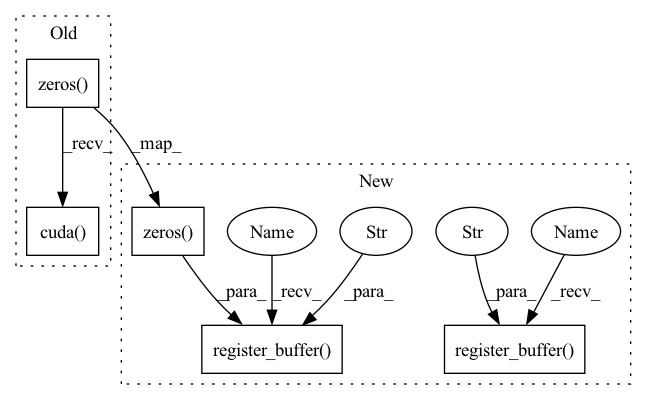 Old
zeros()
_recv_
_map_
cuda()
New
zeros()
Name
Str
Str
Name
_para_
_recv_
_para_
_para_
_recv_
register_buffer()
register_buffer()